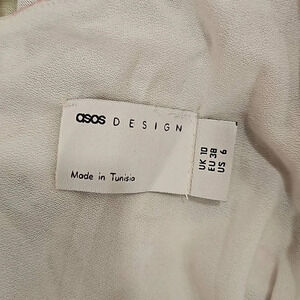 asos DESIGN
Made in Tunisia
UK 10
EU 38
US 6